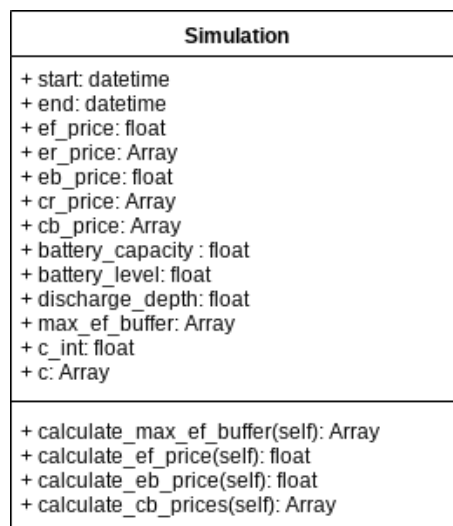 Simulation
+ start: datetime
+ end: datetime
+ ef_price: float
+ er_price: Array
+ eb_price: float
+ cr_price: Array
+ cb_price: Array
+ battery_capacity : float
+ battery_level: float
+ discharge_depth: float
+ max_ef_buffer: Array
+ c_int: float
+ c: Array
+ calculate_max_ef_buffer(self): Array
+ calculate_ef_price(self): float
+ calculate_eb_price(self): float
+ calculate_cb_prices(self): Array